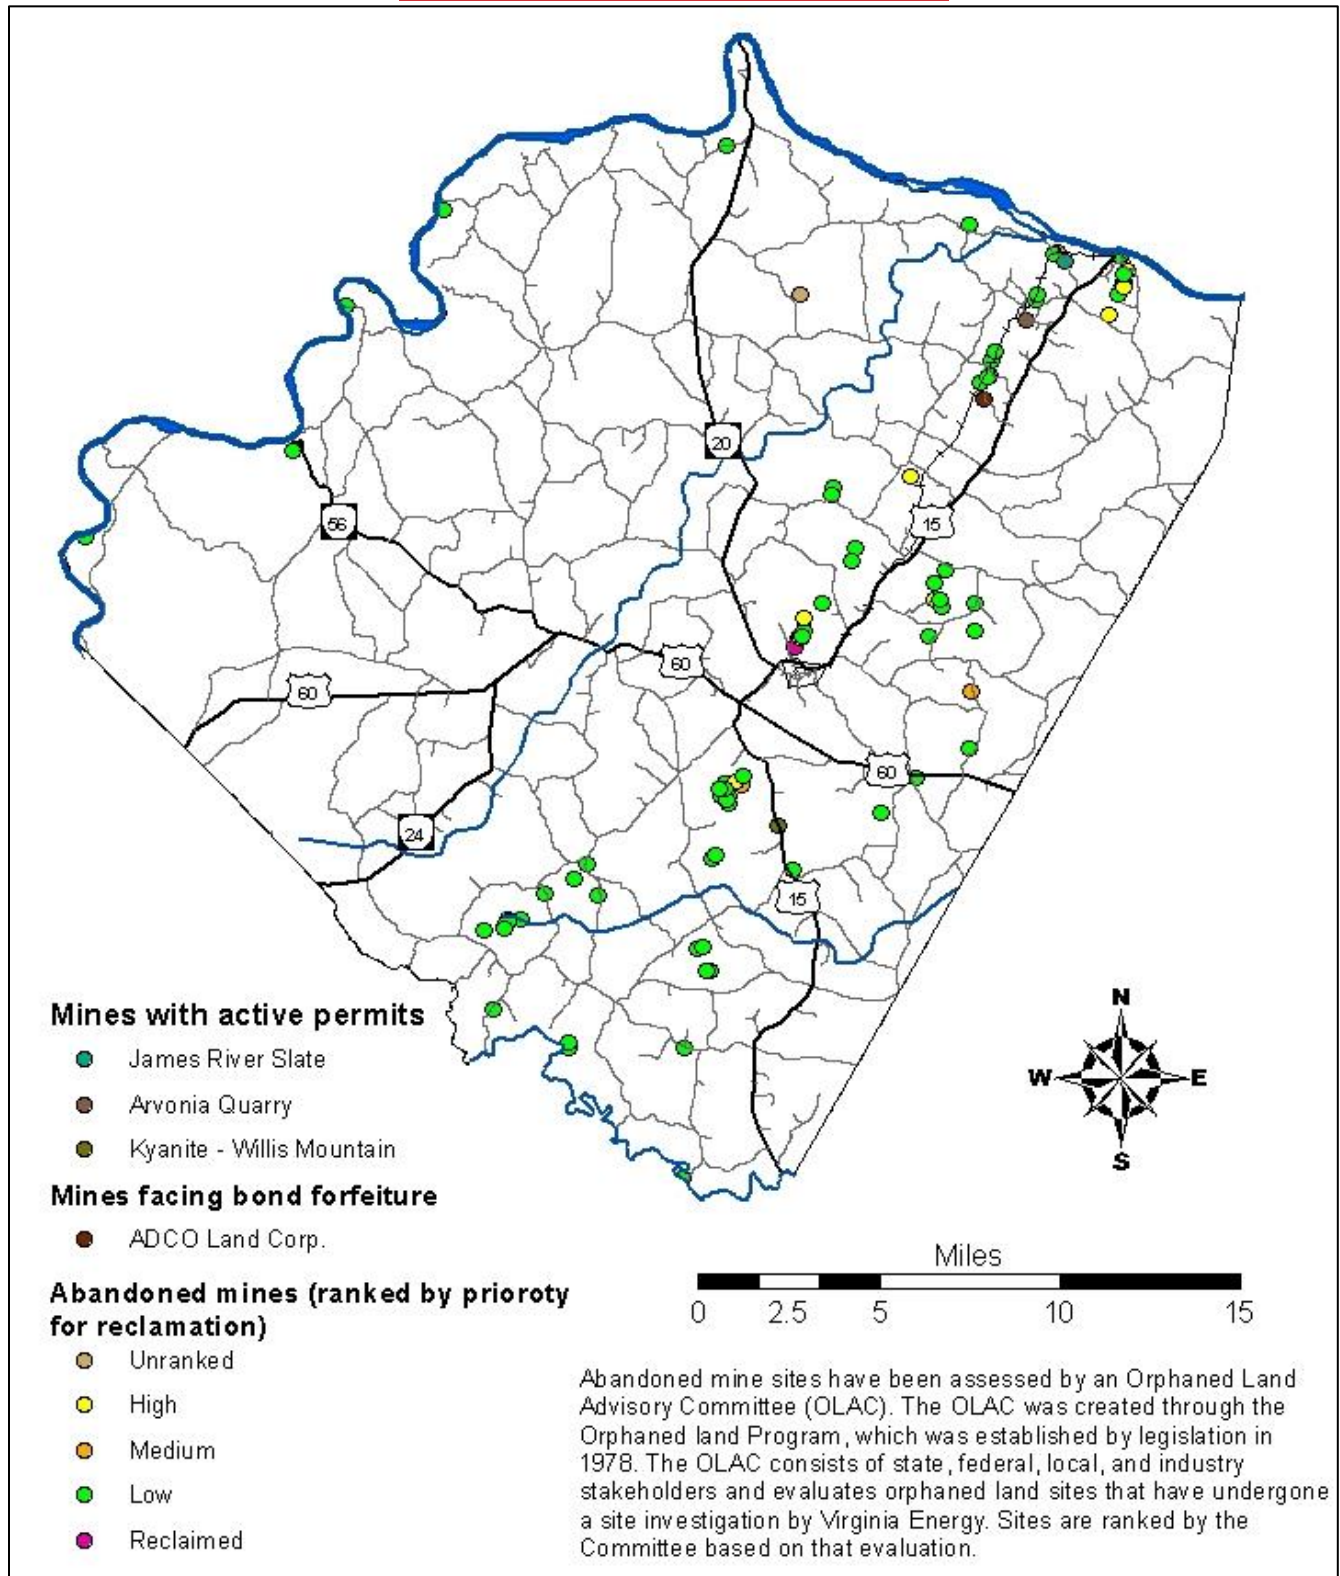 20
56
15
60
60
60
24
15
N
W E
S
Mines with active permits
James River Slate
Arvonia Quarry
Kyanite - Willis Mountain
Mines facing bond forfeiture
ADCO Land Corp.
Abandoned mines (ranked by prioroty
for reclamation)
Unranked
High
Medium
Low
Reclaimed
Miles
0 2.5 5 10 15
Abandoned mine sites have been assessed by an Orphaned Land
Advisory Committee (OLAC). The OLAC was created through the
Orphaned land Program, which was established by legislation in
1978. The OLAC consists of state, federal, local, and industry
stakeholders and evaluates orphaned land sites that have undergone
a site investigation by Virginia Energy. Sites are ranked by the
Committee based on that evaluation.